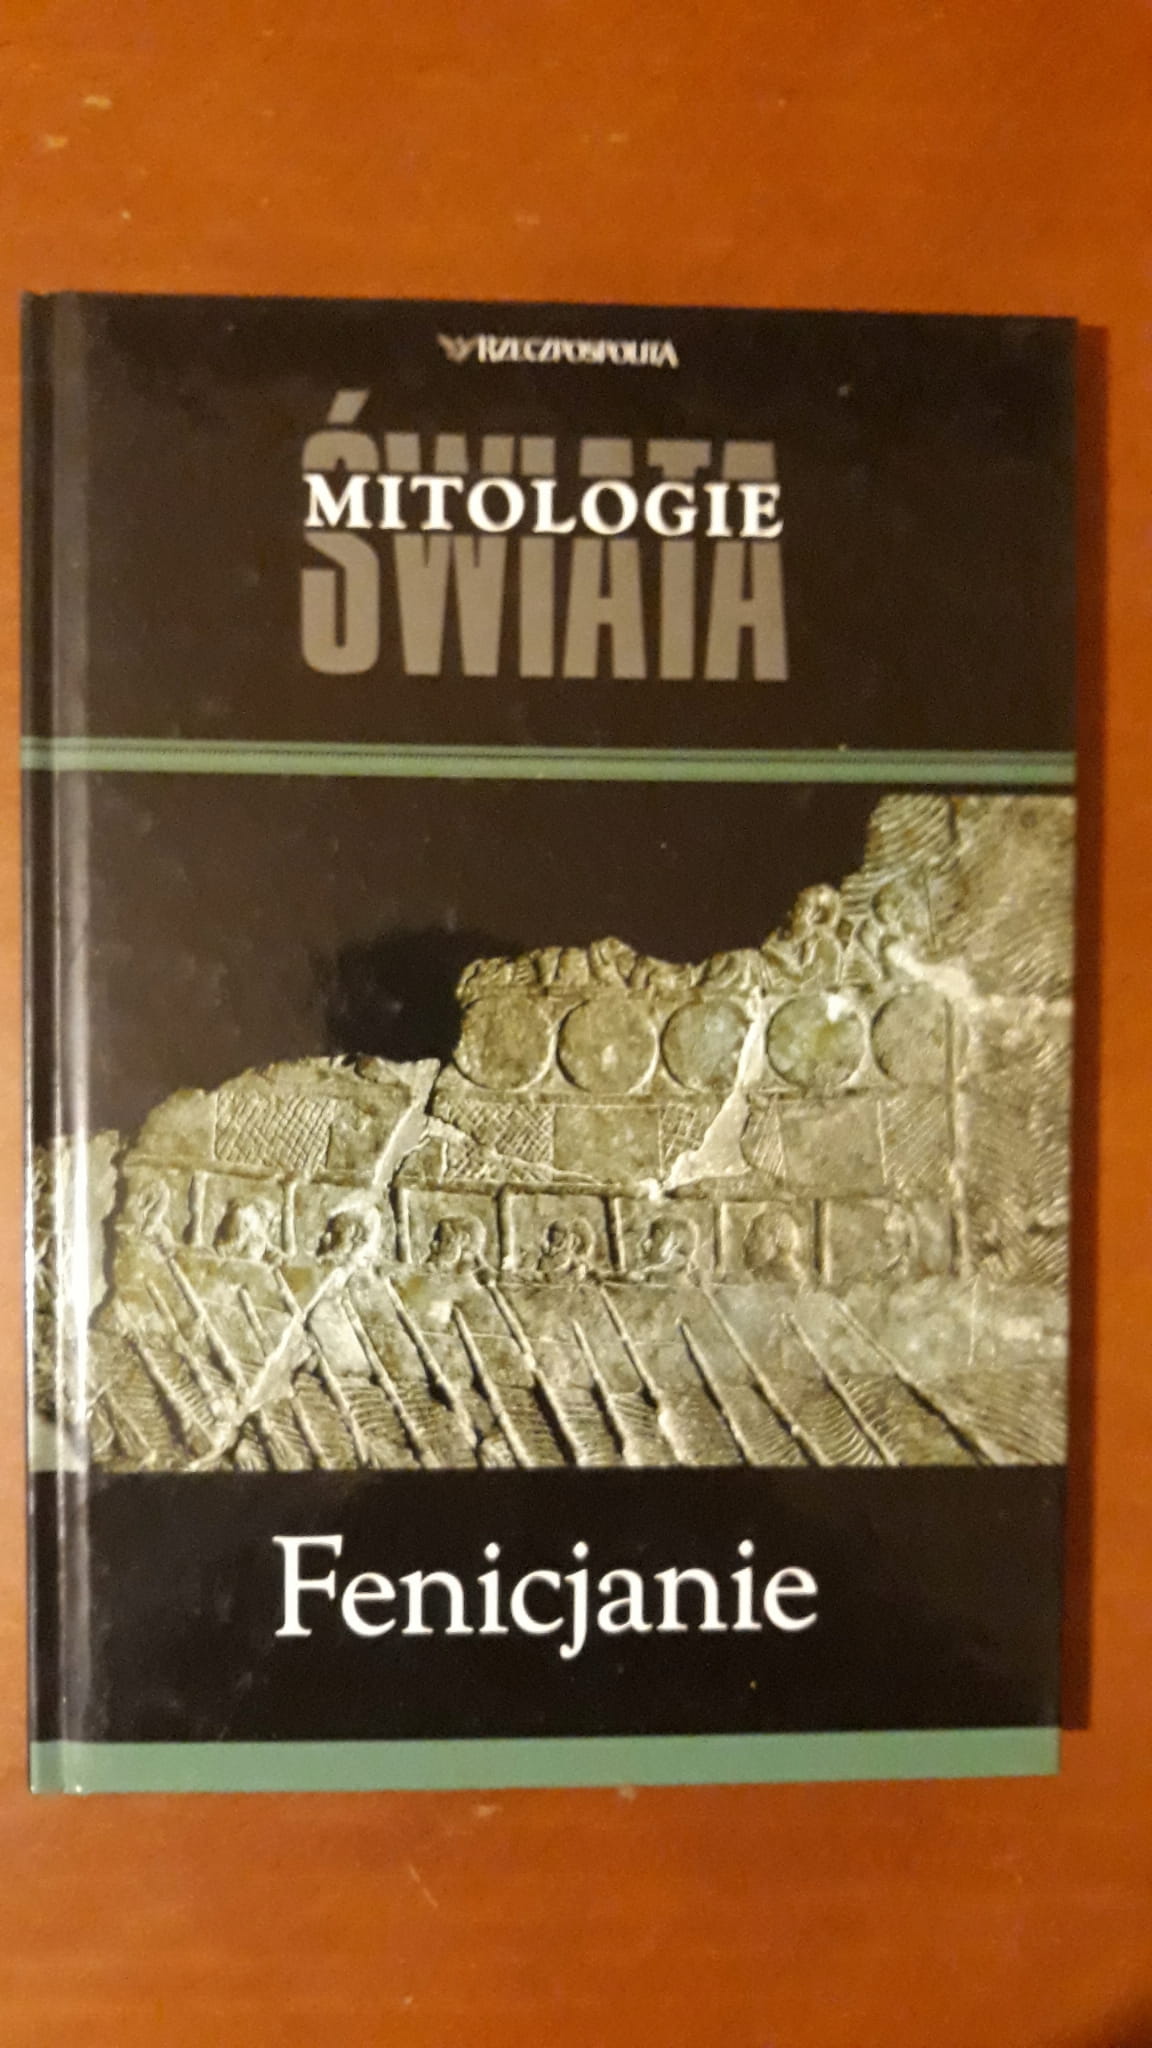 RZECZPOSPOLITA
MITOLOGIE
ŚWIATA
Fenicjanie